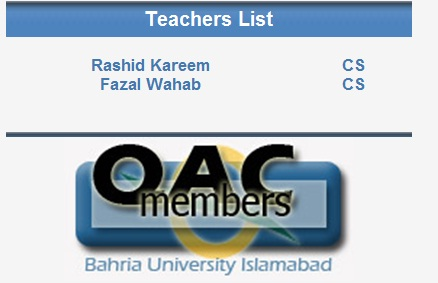 Teachers List
Rashid Kareem CS
Fazal Wahab CS
OAC
members
Bahria University Islamabad